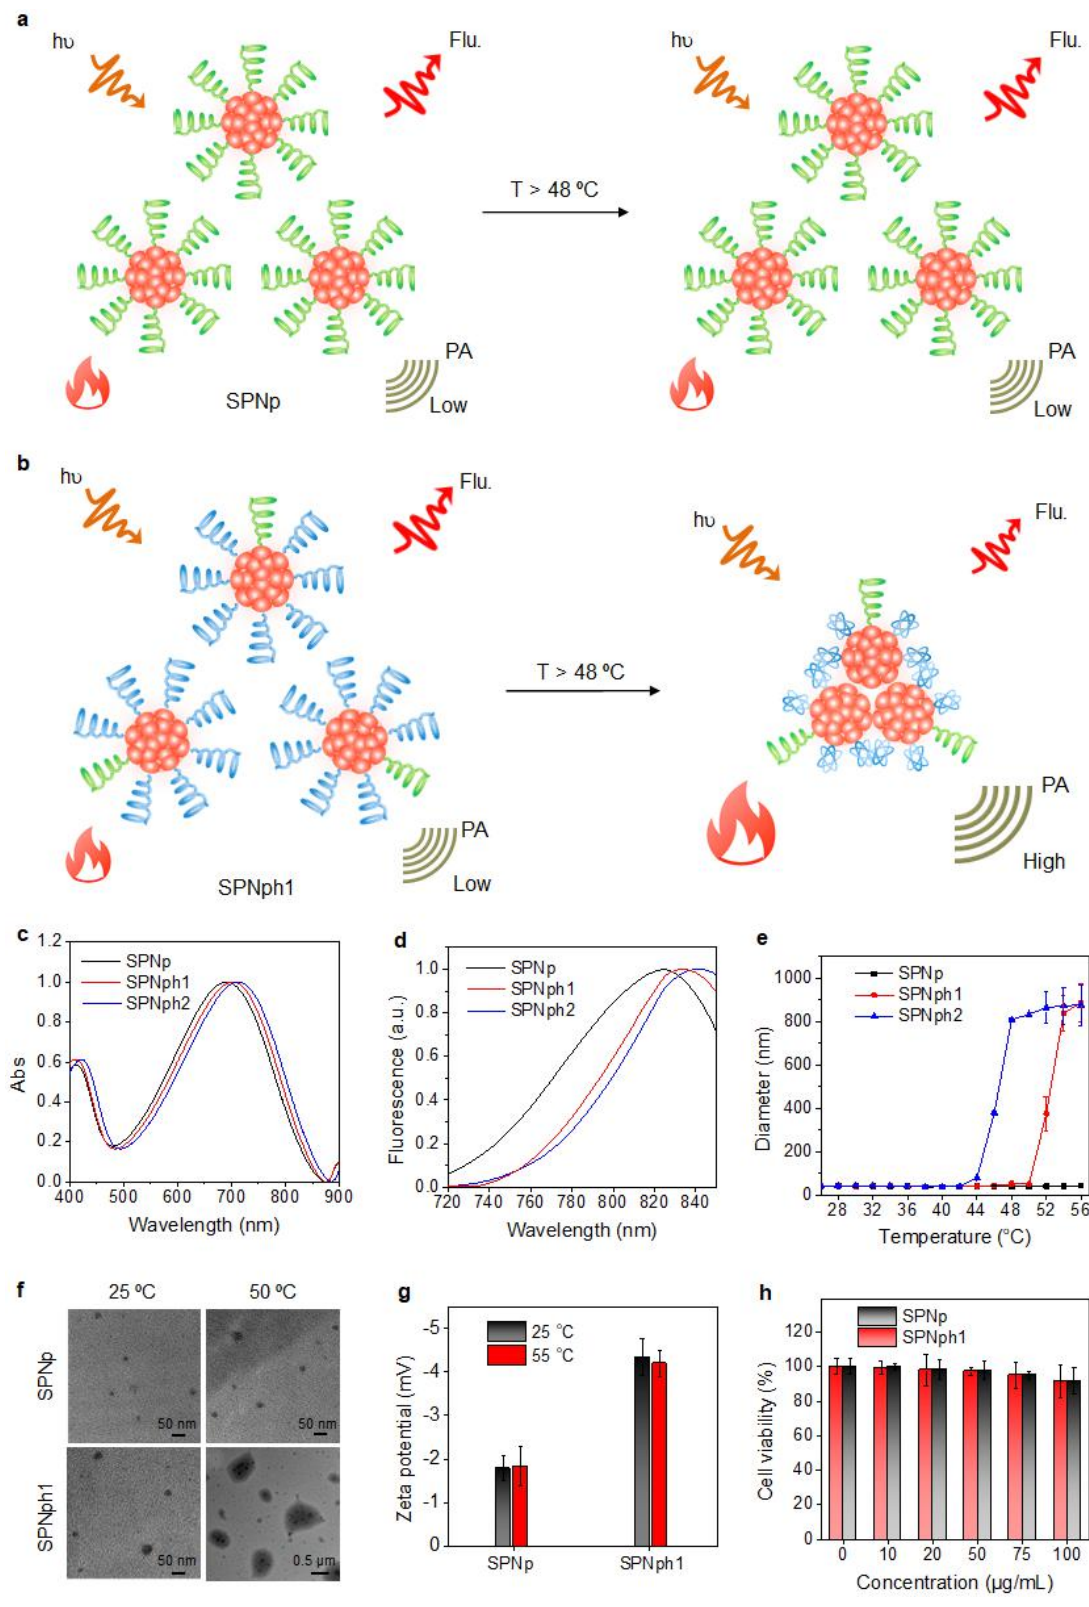 a
hυ
Flu.
hυ
Flu.
T > 48 ºC
PA
Low
SPNp
PA
Low
b
hυ
Flu.
hυ
Flu.
T > 48 ºC
PA
Low
SPNph1
PA
High
c
1.2
1.0
0.8
0.6
0.4
0.2
0.0
Abs
SPNp
SPNph1
SPNph2
400 500 600 700 800 900
Wavelength (nm)
d
1.0
0.8
0.6
0.4
0.2
0.0
Fluorescence (a.u.)
SPNp
SPNph1
SPNph2
720 740 760 780 800 820 840
Wavelength (nm)
e
1000
800
600
400
200
0
Diameter (nm)
SPNp
SPNph1
SPNph2
28 32 36 40 44 48 52 56
Temperature (°C)
f
25 ºC 50 ºC
SPNp
50 nm
50 nm
SPNph1
50 nm
0.5 µm
g
-5
-4
-3
-2
-1
0
Zeta potential (mV)
25 °C
55 °C
SPNp SPNph1
h
120
100
80
60
40
20
0
Cell viability (%)
SPNp
SPNph1
0 10 20 50 75 100
Concentration (µg/mL)